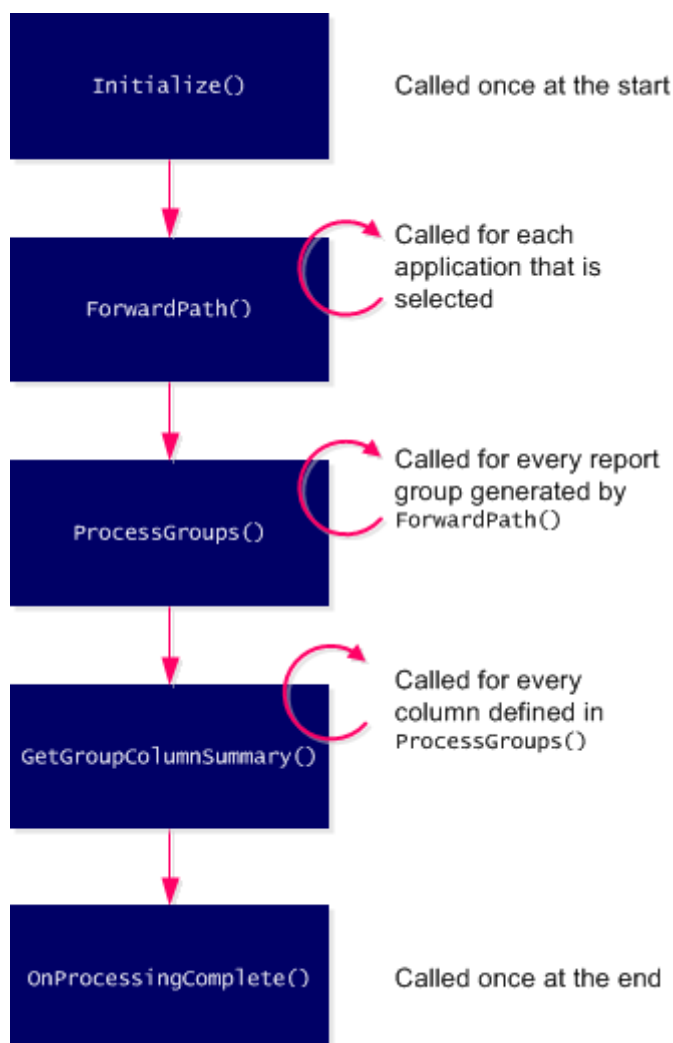 Initialize()
Called once at the start
Called for each
application that is
selected
ForwardPath()
Called for every report
group generated by
ForwardPath()
ProcessGroups()
Called for every
column defined in
ProcessGroups()
GetGroupColumnSummary()
OnProcessingComplete()
Called once at the end